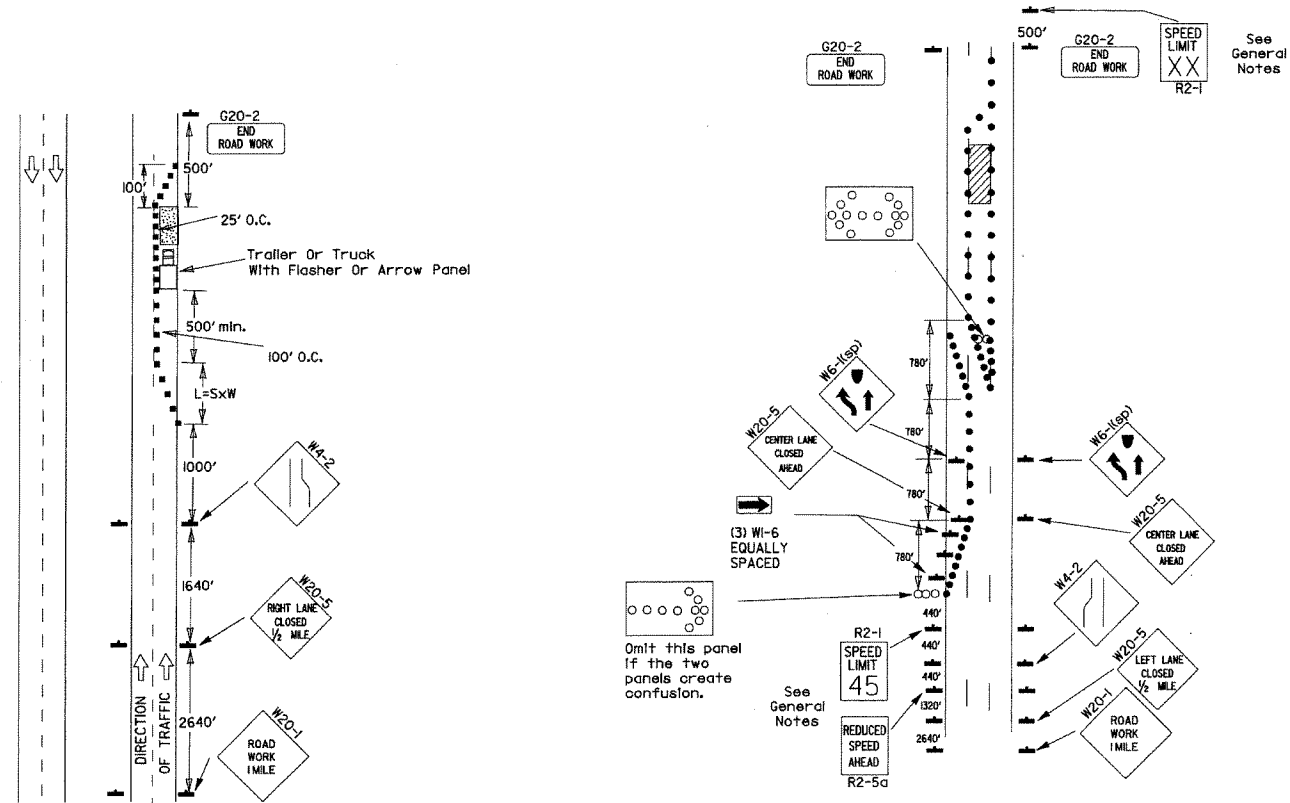 G20-2
END
ROAD WORK
500'
100'
25' O.C.
Trailer Or Truck
With Flasher Or Arrow Panel
500' min.
100' O.C.
L=SxW
1000'
W4-2
1640'
W20-5
RIGHT LANE
CLOSED
1/2 MILE
DIRECTION
OF TRAFFIC
2640'
W20-1
ROAD
WORK
1 MILE
G20-2
END
ROAD WORK
500'
G20-2
END
ROAD WORK
SPEED
LIMIT
XX
R2-1
See
General
Notes
780'
W6-1(sp)
780'
W20-5
CENTER LANE
CLOSED
AHEAD
780'
W6-1(sp)
(3) W1-6
EQUALLY
SPACED
780'
W20-5
CENTER LANE
CLOSED
AHEAD
Omit this panel
if the two
panels create
confusion.
440'
R2-1
SPEED
LIMIT
45
440'
W4-2
See
General
Notes
440'
1320'
W20-5
LEFT LANE
CLOSED
1/2 MILE
REDUCED
SPEED
AHEAD
R2-5a
2640'
W20-1
ROAD
WORK
1 MILE